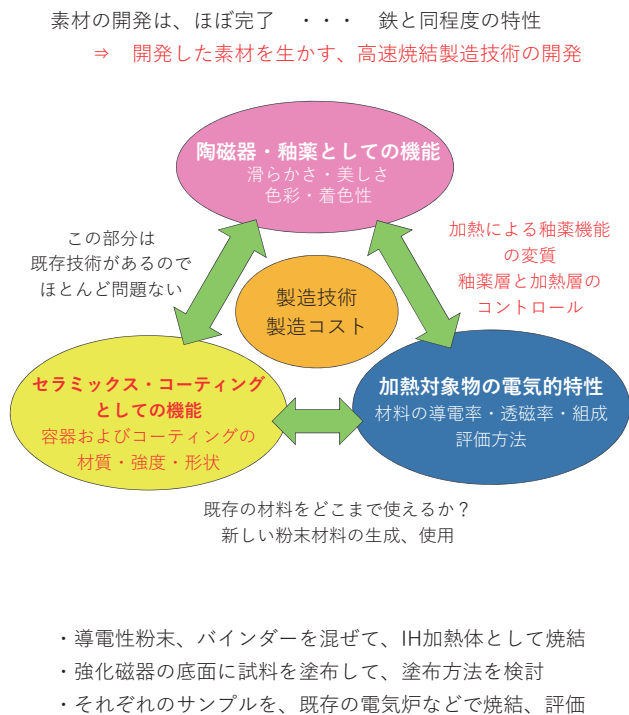 素材の開発は、ほぼ完了　・・・　鉄と同程度の特性
⇒　開発した素材を生かす、高速焼結製造技術の開発
陶磁器・釉薬としての機能
滑らかさ・美しさ
色彩・着色性
この部分は
既存技術があるので
ほとんど問題ない
加熱による釉薬機能
の変質
釉薬層と加熱層の
コントロール
製造技術
製造コスト
セラミックス・コーティング
としての機能
容器およびコーティングの
材質・強度・形状
加熱対象物の電気的特性
材料の導電率・透磁率・組成
評価方法
既存の材料をどこまで使えるか？
新しい粉末材料の生成、使用
・導電性粉末、バインダーを混ぜて、IH加熱体として焼結
・強化磁器の底面に試料を塗布して、塗布方法を検討
・それぞれのサンプルを、既存の電気炉などで焼結、評価